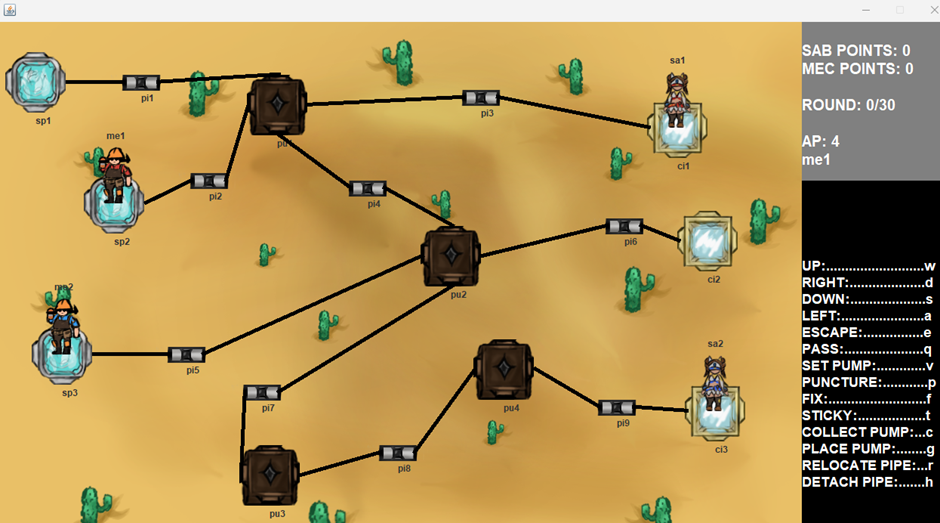 SAB POINTS: 0
MEC POINTS: 0
ROUND: 0/30
AP: 4
me1
UP:..........................w
RIGHT:.....................d
DOWN:.....................s
LEFT:........................a
ESCAPE:..................e
PASS:.......................q
SET PUMP:..............v
PUNCTURE:............p
FIX:...........................f
STICKY:....................t
COLLECT PUMP:...c
PLACE PUMP:.......g
RELOCATE PIPE:...r
DETACH PIPE:.......h
sa1
pi1
pi3
sp1
me1
pu1
ci1
pi2
pi4
sp2
pi6
ci2
me2
pu2
sa2
pi5
sp3
pi7
pu4
pi9
ci3
pi8
pu3